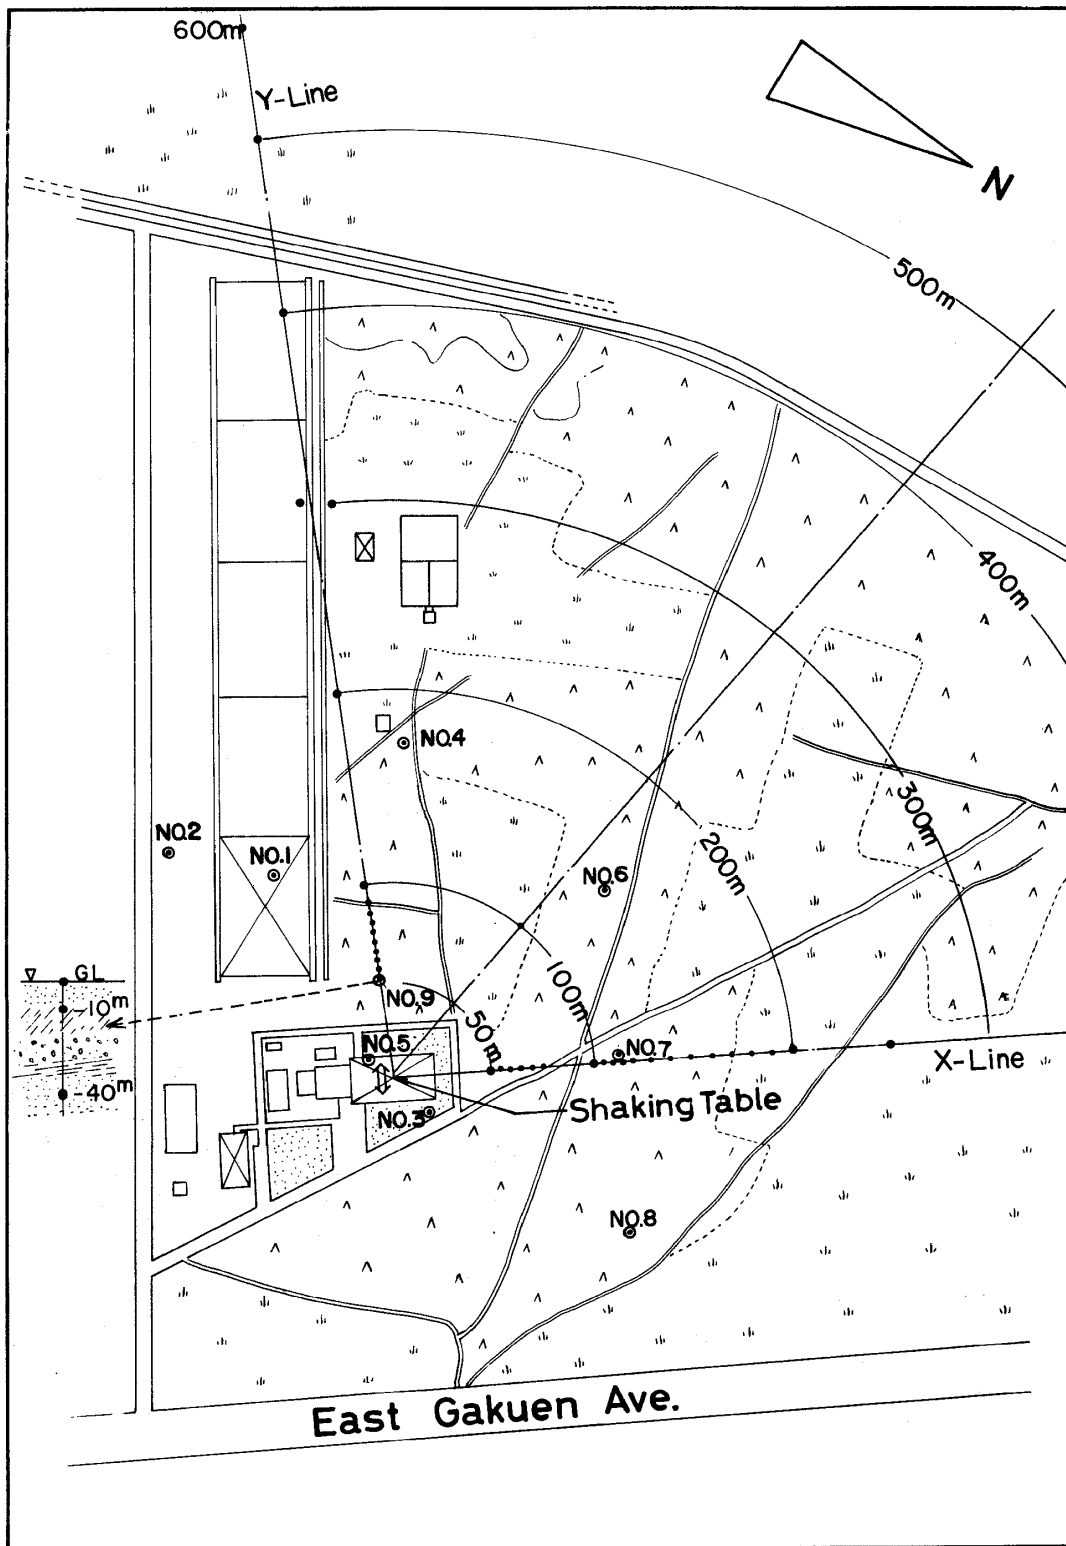 600m
Y-Line
N
500m
400m
NO.4
300m
NO.2
NO.1
200m
NO.6
GL
-10m
NO.9
100m
50m
NO.5
NO.7
X-Line
-40m
NO.3
Shaking Table
NO.8
East Gakuen Ave.